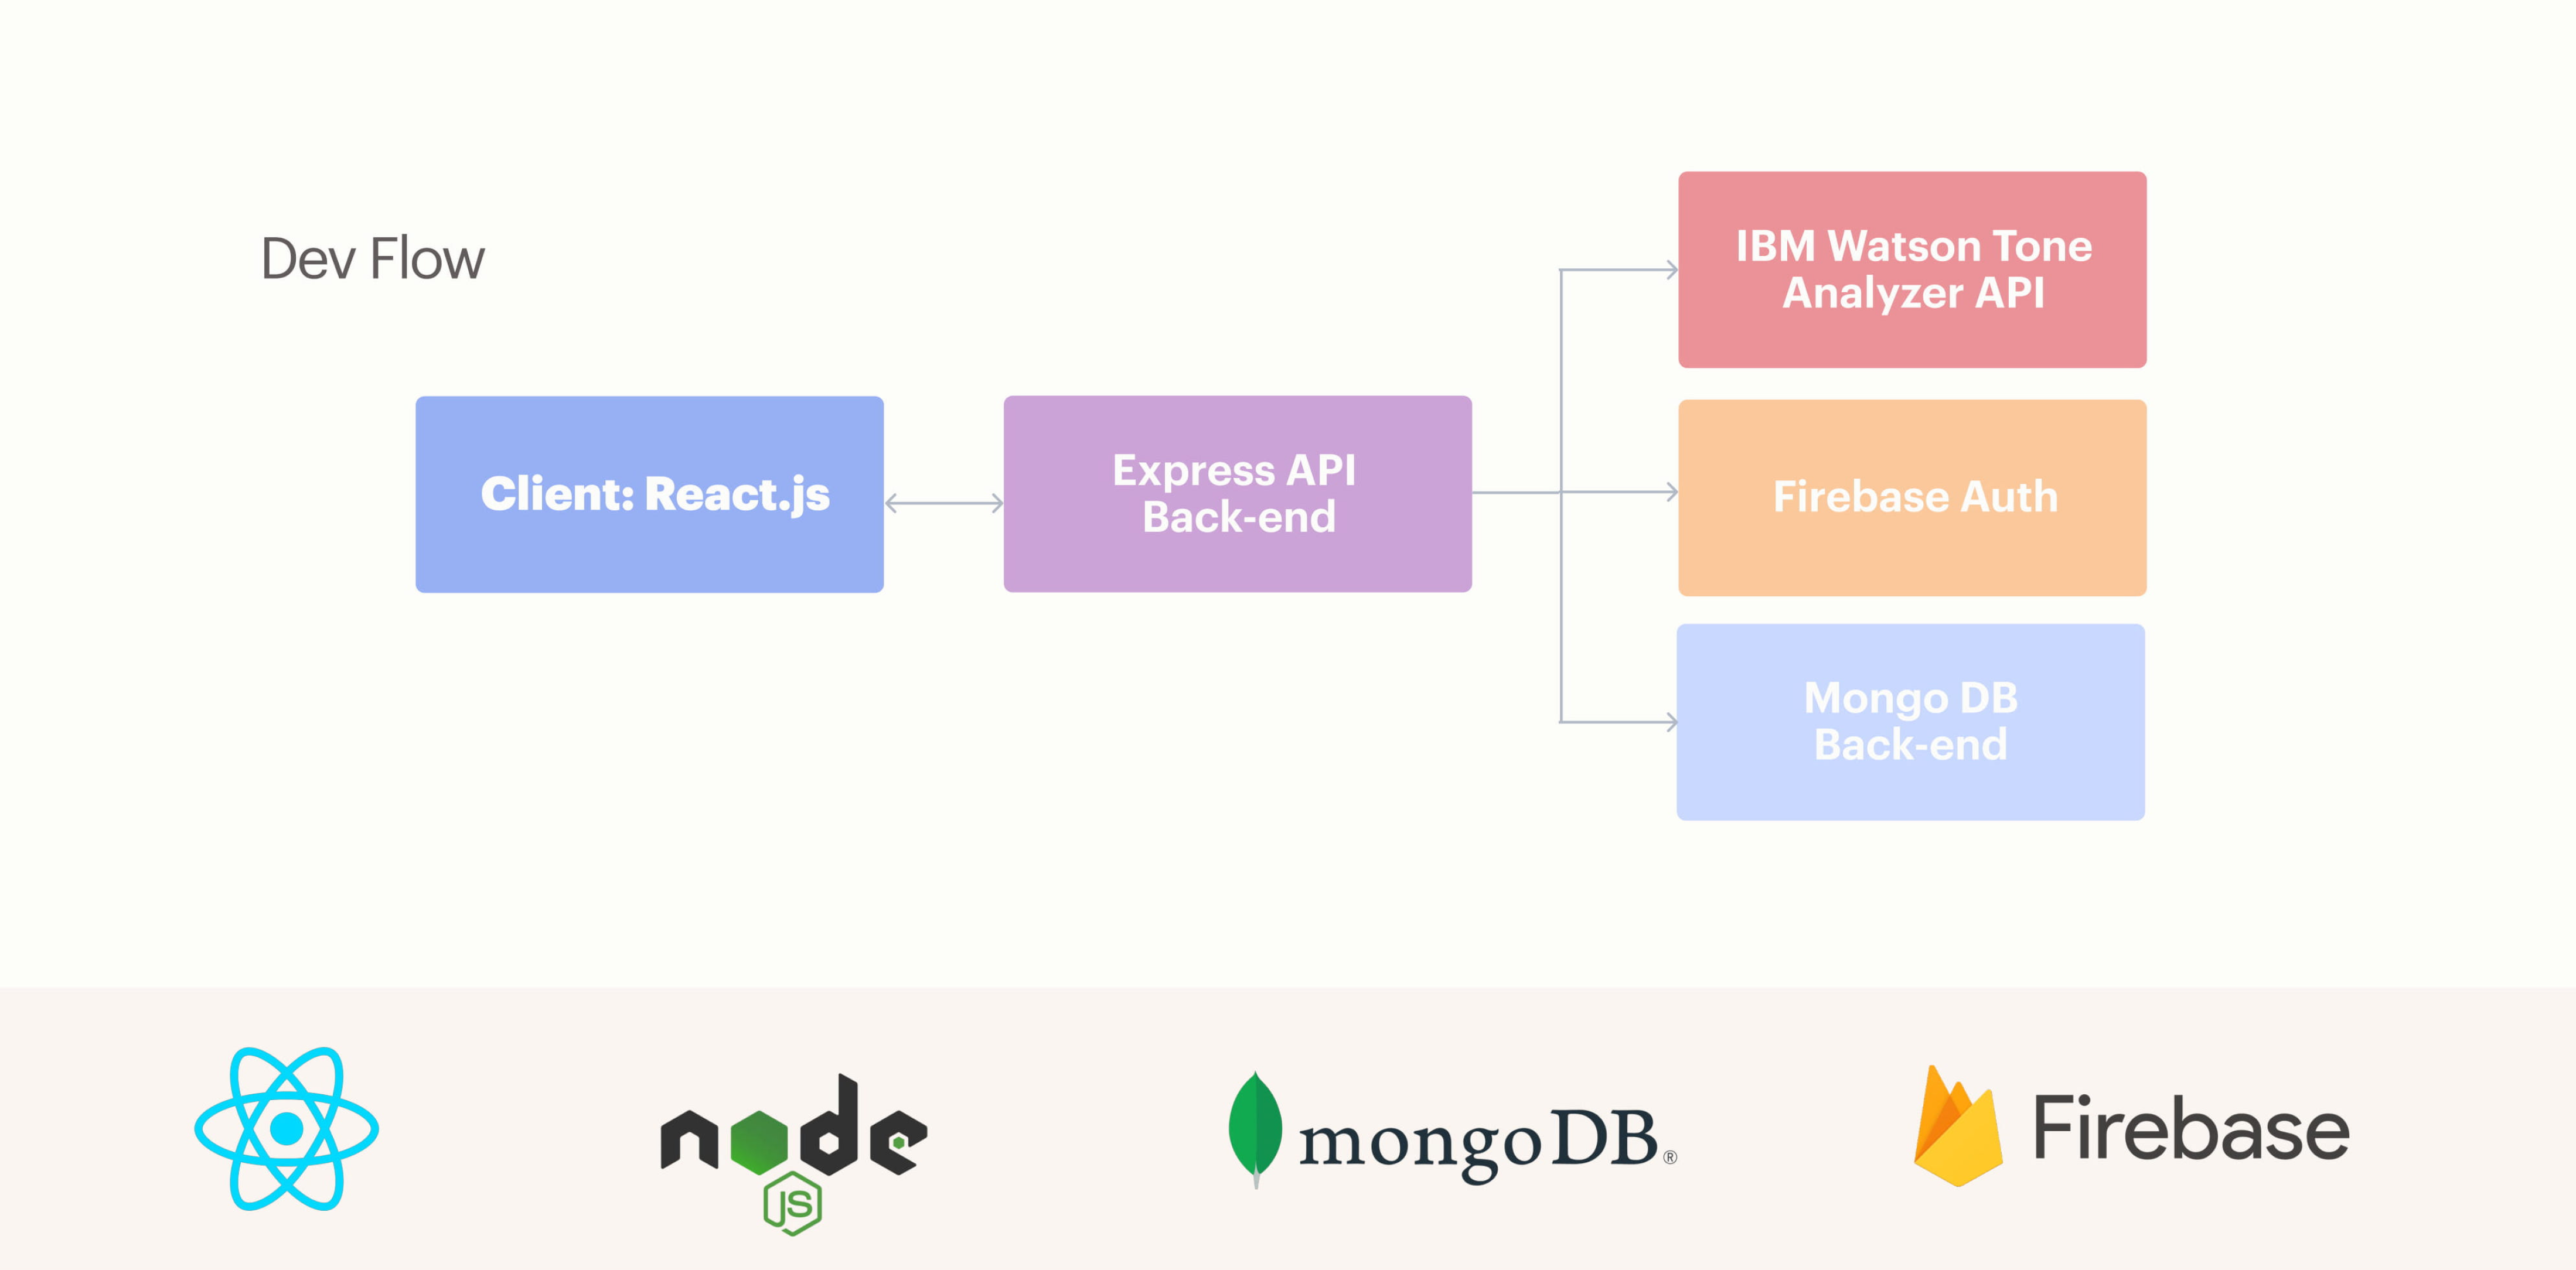 Dev Flow
Client: React.js
Express API
Back-end
IBM Watson Tone
Analyzer API
Firebase Auth
Mongo DB
Back-end
node
JS
mongoDB®
Firebase